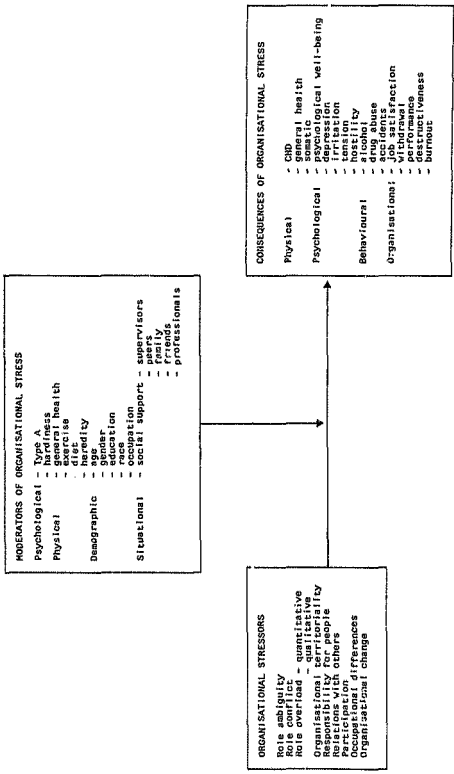 MODERATORS OF ORGANISATIONAL STRESS
Psychological - Type A
- hardiness
Physical - general health
- exercise
diet
- heredity
Demographic - age
- gender
- education
- race
- occupation
Situational - social support - supervisors
- peers
- family
- friends
- professionals
ORGANISATIONAL STRESSORS
Role ambiguity
Role conflict
Role overload - quantitative
- qualitative
Organisational territoriality
Responsibility for people
Relations with others
Participation
Occupational differences
Organisational change
CONSEQUENCES OF ORGANISATIONAL STRESS
Physical - CHD
- general health
- somatic
Psychological - psychological well-being
- depression
- irritation
- tension
- hostility
Behavioural - alcohol
- drug abuse
- accidents
Organisational - job satisfaction
- withdrawal
- performance
- destructiveness
- burnout